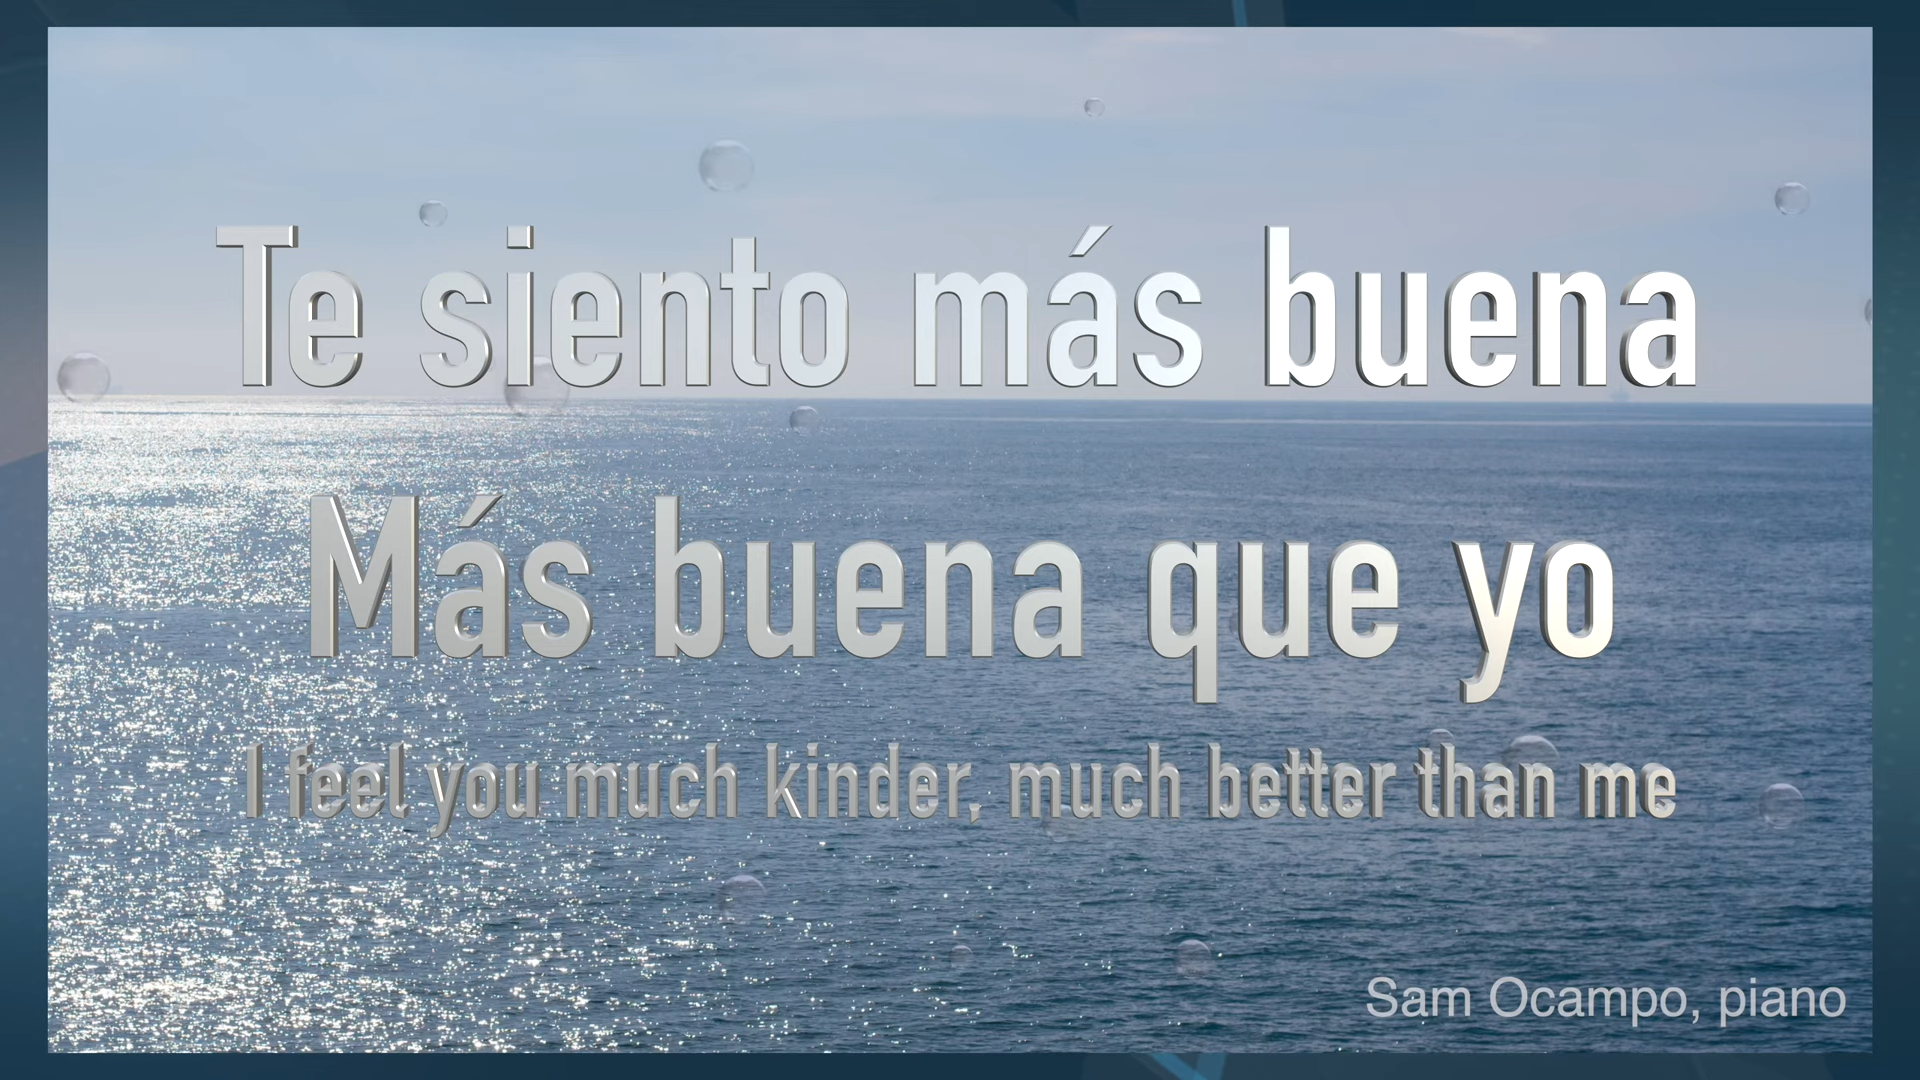 Te siento más buena
Más buena que yo
I feel you much kinder, much better than me
Sam Ocampo, piano